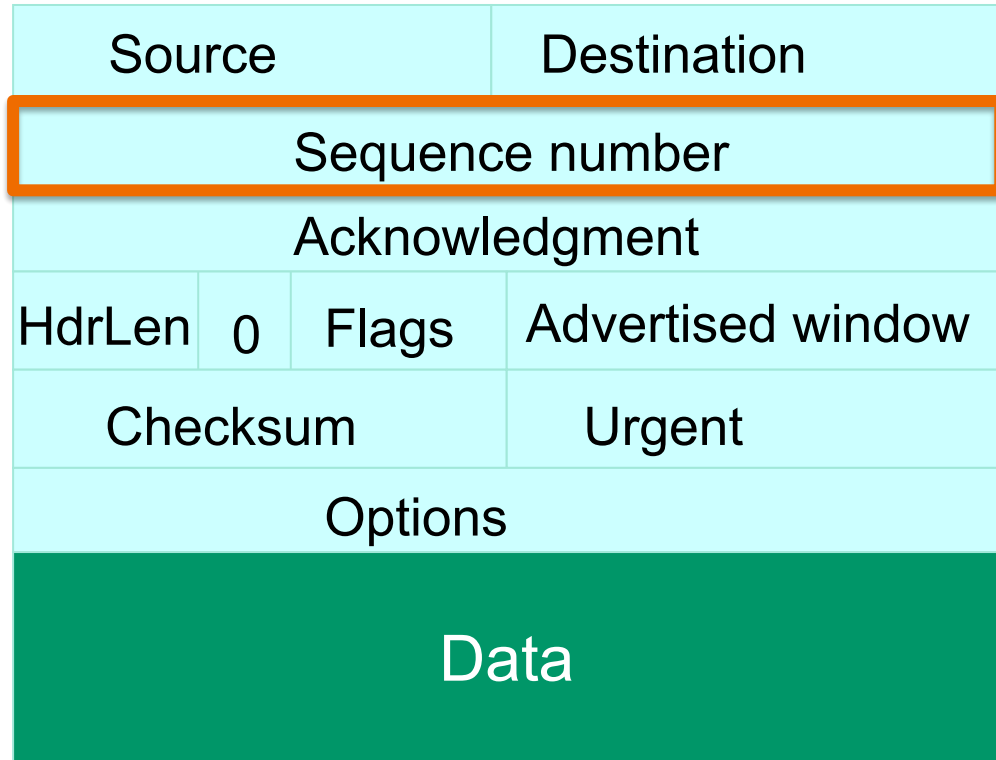 Source Destination
Sequence number
Acknowledgment
HdrLen 0 Flags Advertised window
Checksum Urgent
Options
Data